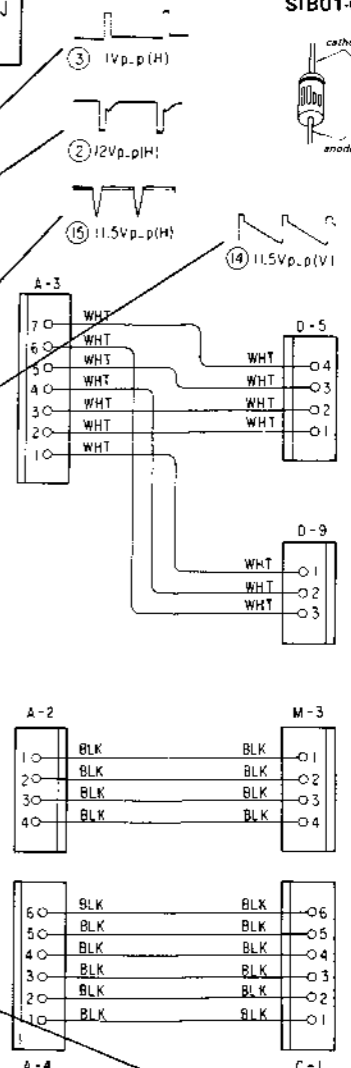 STB01-
③ 1Vp-p(H)
cath
② 12Vp-p(H)
anod
⑮ 11.5Vp-p(H)
⑭ 11.5Vp-p(V)
A-3
7 WHT
6 WHT
5 WHT
4 WHT
3 WHT
2 WHT
1 WHT
D-5
WHT 4
WHT 3
WHT 2
WHT 1
D-9
WHT 1
WHT 2
WHT 3
A-2 M-3
1 BLK BLK 1
2 BLK BLK 2
3 BLK BLK 3
4 BLK BLK 4
6 BLK BLK 6
5 BLK BLK 5
4 BLK BLK 4
3 BLK BLK 3
2 BLK BLK 2
1 BLK BLK 1
A-4 C-1